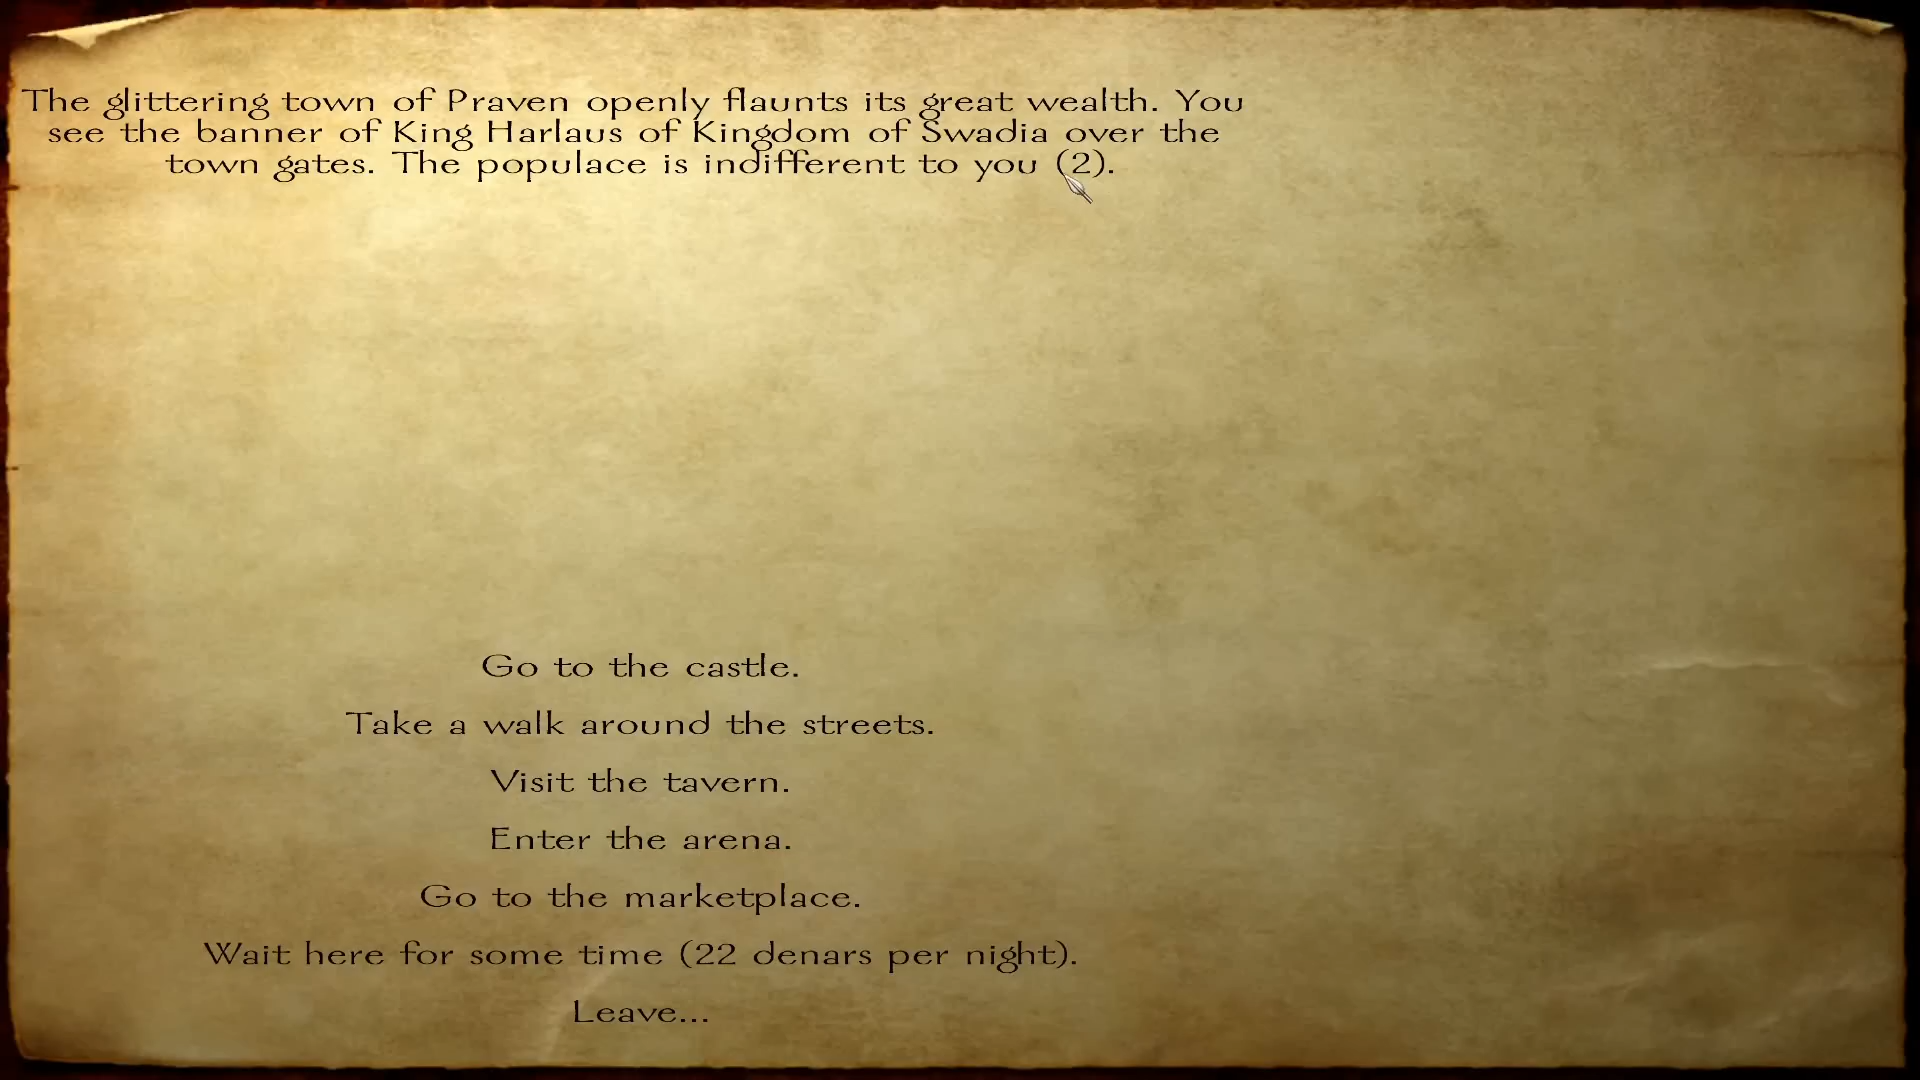 The glittering town of Praven openly flaunts its great wealth. You
see the banner of King Harlaus of Kingdom of Swadia over the
town gates. The populace is indifferent to you (2).
Go to the castle.
Take a walk around the streets.
Visit the tavern.
Enter the arena.
Go to the marketplace.
Wait here for some time (22 denars per night).
Leave...